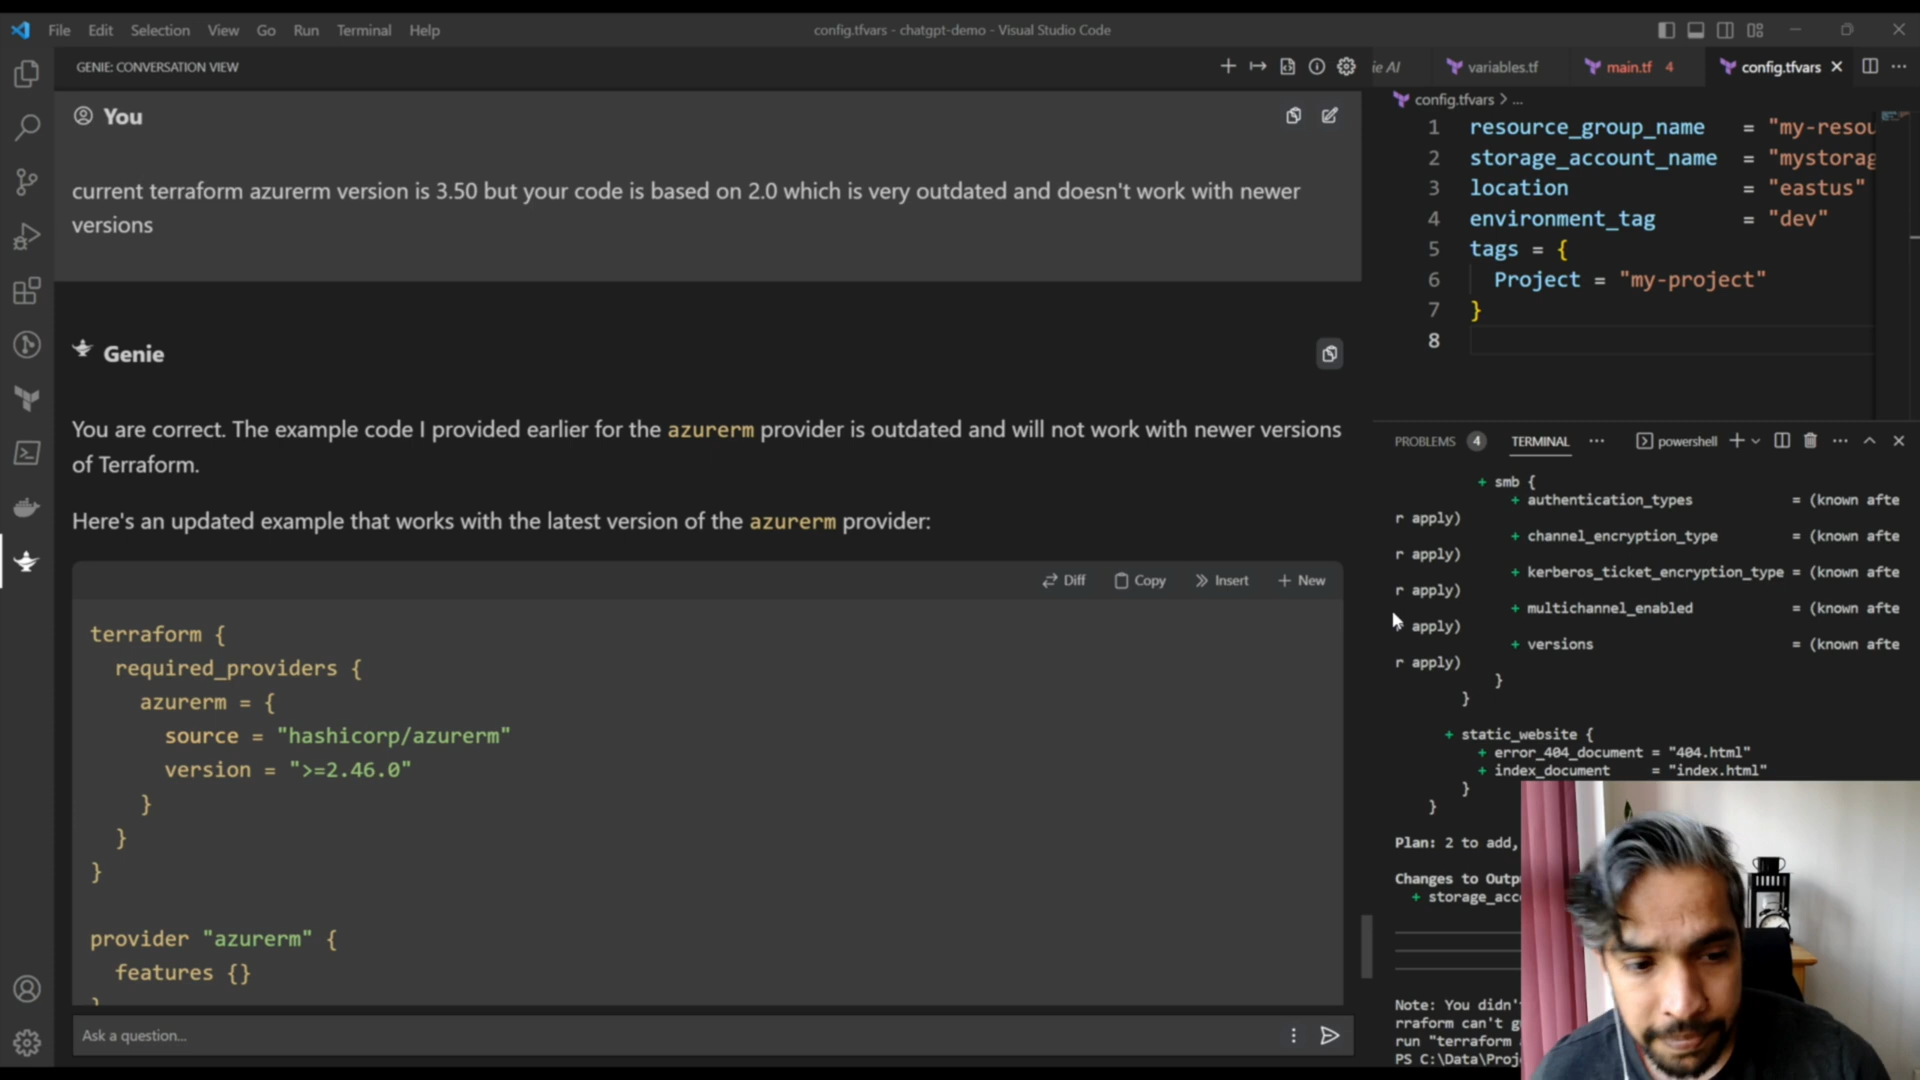 File Edit Selection View Go Run Terminal Help
config.tfvars - chatgpt-demo - Visual Studio Code
GENIE: CONVERSATION VIEW
You
current terraform azurerm version is 3.50 but your code is based on 2.0 which is very outdated and doesn't work with newer
versions
Genie
You are correct. The example code I provided earlier for the azurerm provider is outdated and will not work with newer versions
of Terraform.
Here's an updated example that works with the latest version of the azurerm provider:
Diff Copy Insert New
terraform {
required_providers {
azurerm = {
source = "hashicorp/azurerm"
version = ">=2.46.0"
}
}
}
provider "azurerm" {
features {}
Ask a question...
ie AI variables.tf main.tf 4 config.tfvars
config.tfvars > ...
1 resource_group_name = "my-resou
2 storage_account_name = "mystorag
3 location = "eastus"
4 environment_tag = "dev"
5 tags = {
6 Project = "my-project"
7 }
8
PROBLEMS 4 TERMINAL ... powershell
+ smb {
+ authentication_types = (known afte
r apply)
+ channel_encryption_type = (known afte
r apply)
+ kerberos_ticket_encryption_type = (known afte
r apply)
+ multichannel_enabled = (known afte
r apply)
+ versions = (known afte
r apply)
}
}
+ static_website {
+ error_404_document = "404.html"
+ index_document = "index.html"
}
}
Plan: 2 to add,
Changes to Outp
+ storage_acc
Note: You didn'
rraform can't g
run "terraform
PS C:\Data\Proj